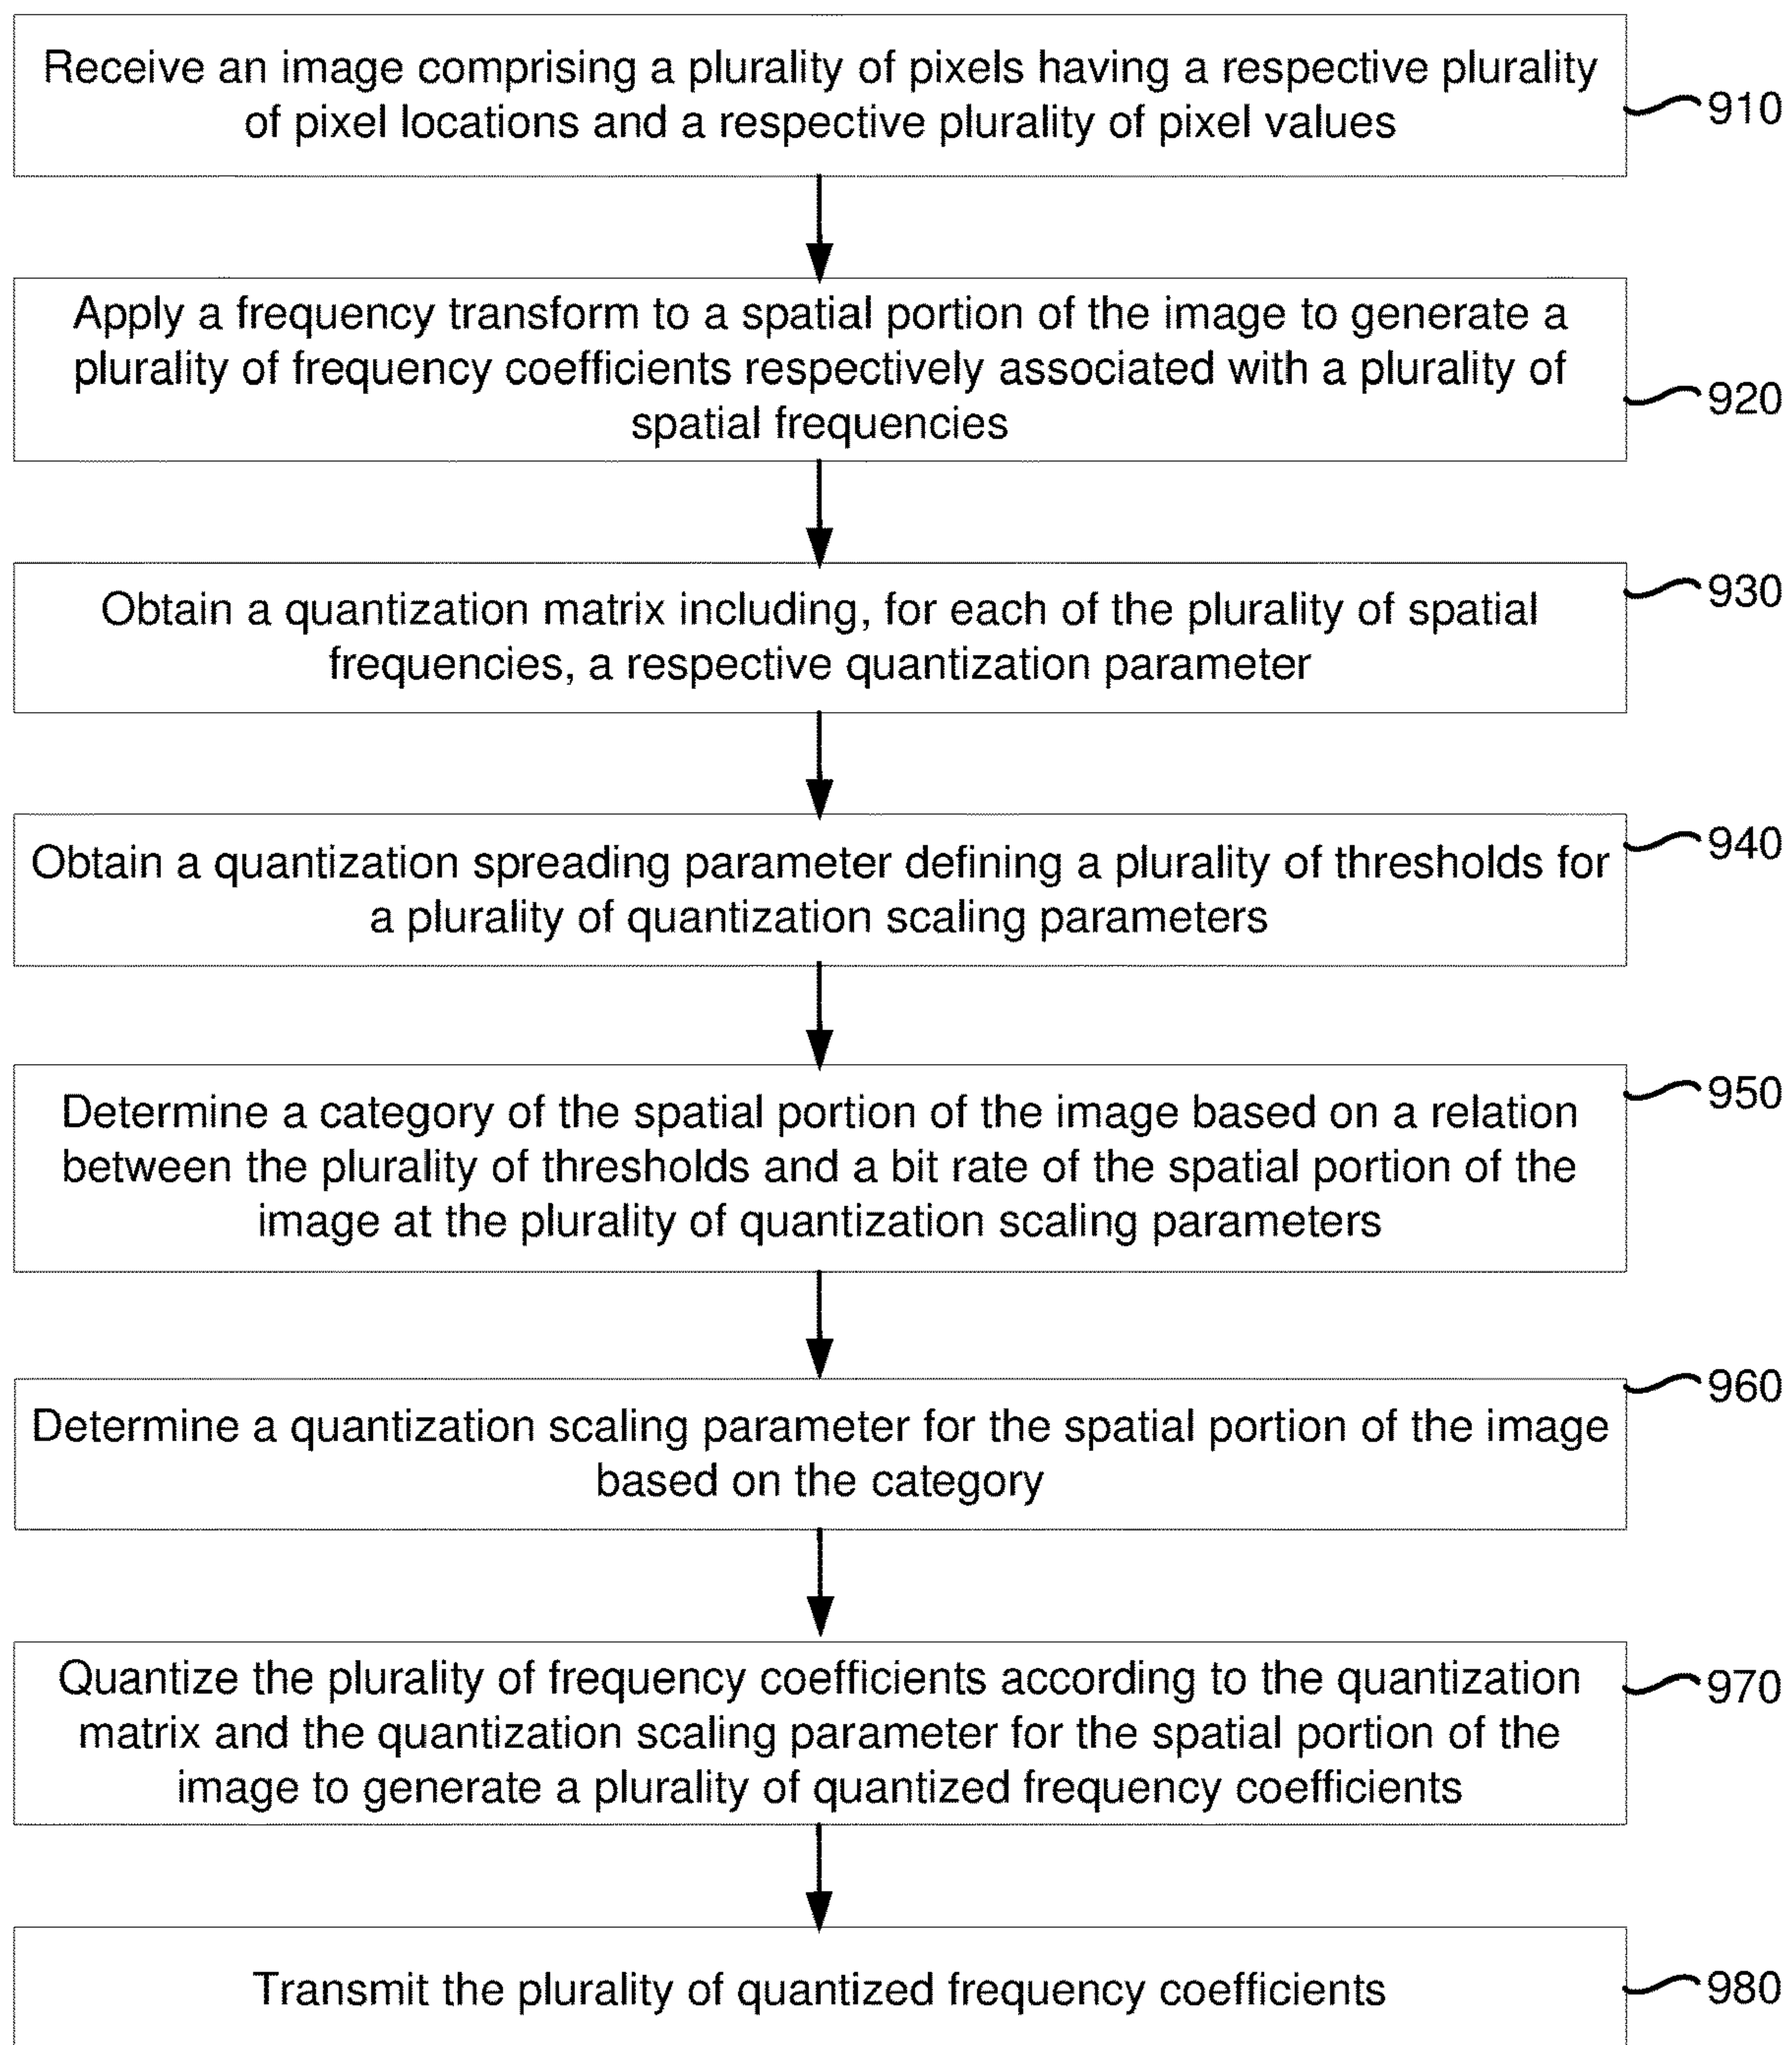 Receive an image comprising a plurality of pixels having a respective plurality
of pixel locations and a respective plurality of pixel values
910
Apply a frequency transform to a spatial portion of the image to generate a
plurality of frequency coefficients respectively associated with a plurality of
spatial frequencies
920
Obtain a quantization matrix including, for each of the plurality of spatial
frequencies, a respective quantization parameter
930
Obtain a quantization spreading parameter defining a plurality of thresholds for
a plurality of quantization scaling parameters
940
Determine a category of the spatial portion of the image based on a relation
between the plurality of thresholds and a bit rate of the spatial portion of the
image at the plurality of quantization scaling parameters
950
Determine a quantization scaling parameter for the spatial portion of the image
based on the category
960
Quantize the plurality of frequency coefficients according to the quantization
matrix and the quantization scaling parameter for the spatial portion of the
image to generate a plurality of quantized frequency coefficients
970
Transmit the plurality of quantized frequency coefficients
980